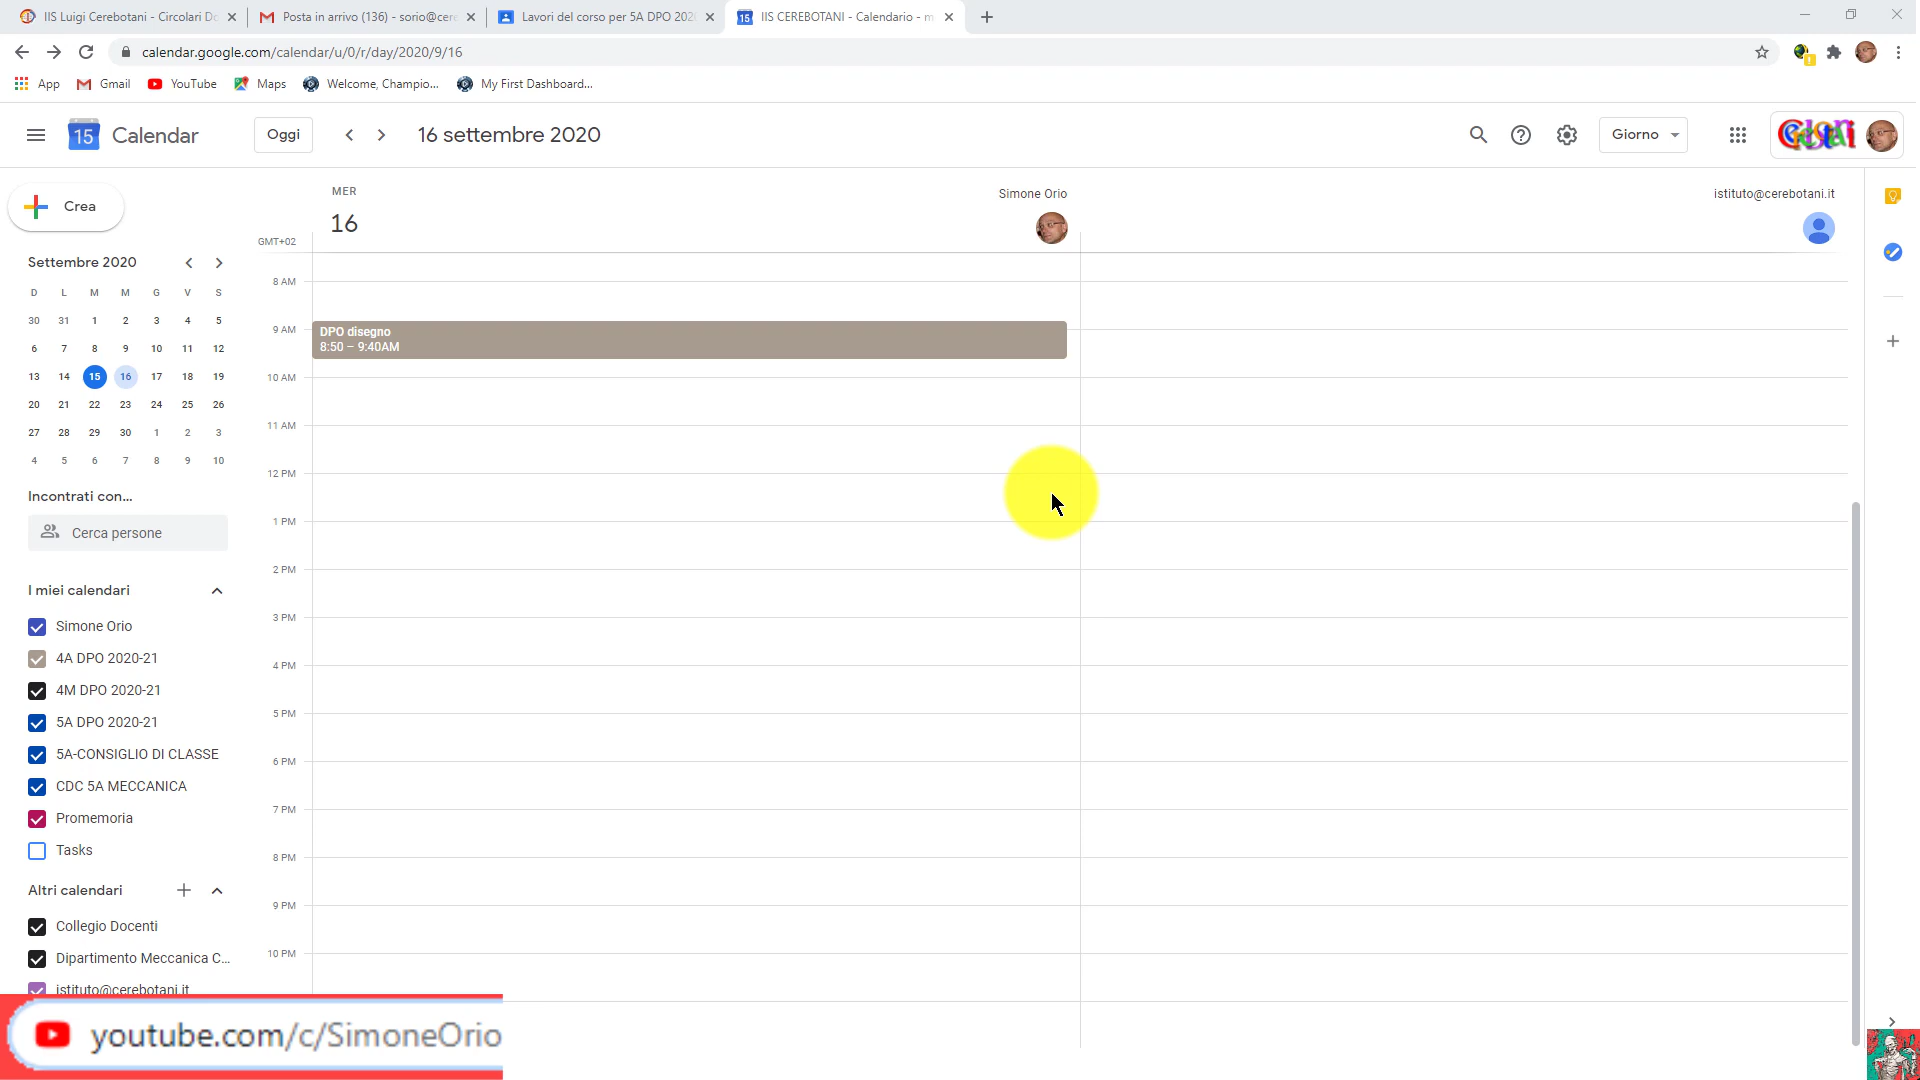 IIS Luigi Cerebotani - Circolari Do
Posta in arrivo (136) - sorio@cere
Lavori del corso per 5A DPO 202
IIS CEREBOTANI - Calendario - m
calendar.google.com/calendar/u/0/r/day/2020/9/16
App
Gmail
YouTube
Maps
Welcome, Champio...
My First Dashboard...
15
Calendar
Oggi
16 settembre 2020
Giorno
Crea
MER
16
GMT+02
Simone Orio
istituto@cerebotani.it
Settembre 2020
D L M M G V S
30 31 1 2 3 4 5
6 7 8 9 10 11 12
13 14 15 16 17 18 19
20 21 22 23 24 25 26
27 28 29 30 1 2 3
4 5 6 7 8 9 10
Incontrati con...
Cerca persone
I miei calendari
Simone Orio
4A DPO 2020-21
4M DPO 2020-21
5A DPO 2020-21
5A-CONSIGLIO DI CLASSE
CDC 5A MECCANICA
Promemoria
Tasks
Altri calendari
Collegio Docenti
Dipartimento Meccanica C...
istituto@cerebotani.it
8 AM
9 AM
DPO disegno
8:50 – 9:40AM
10 AM
11 AM
12 PM
1 PM
2 PM
3 PM
4 PM
5 PM
6 PM
7 PM
8 PM
9 PM
10 PM
youtube.com/c/SimoneOrio